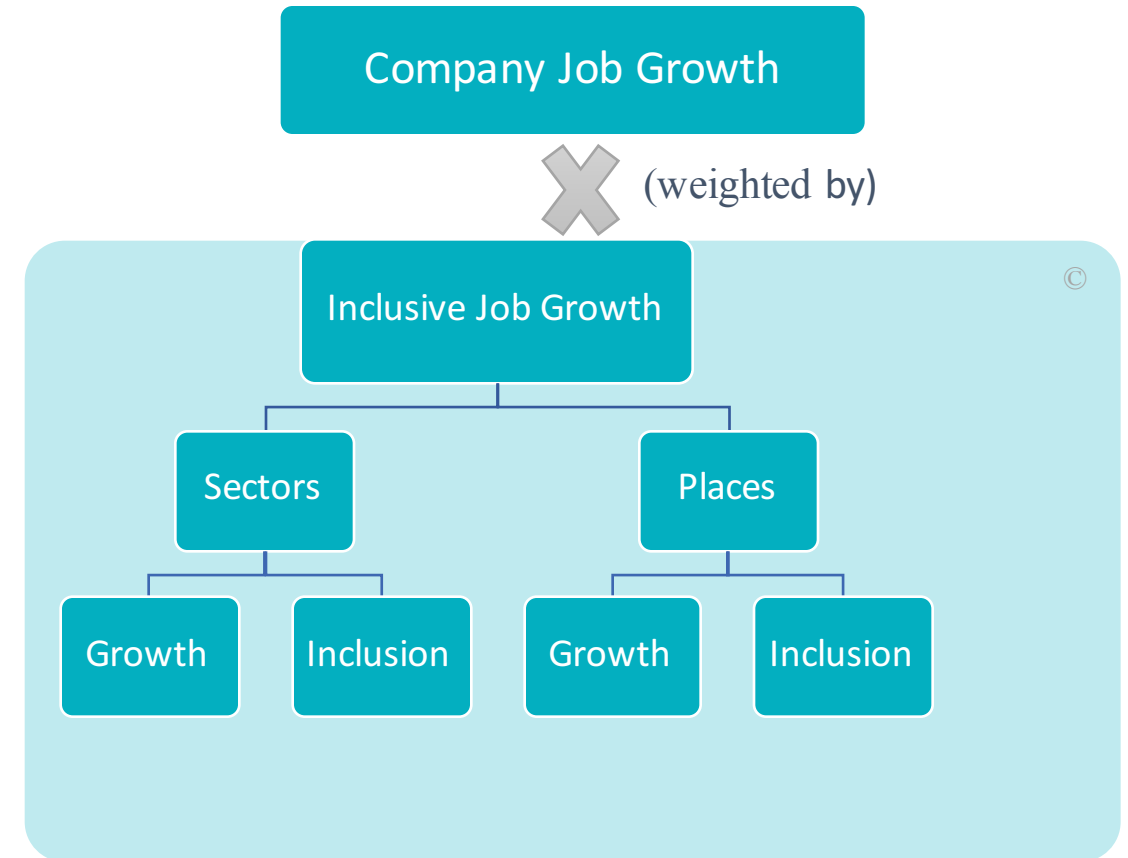 Company Job Growth
(weighted by)
©
Inclusive Job Growth
Sectors
Places
Growth
Inclusion
Growth
Inclusion